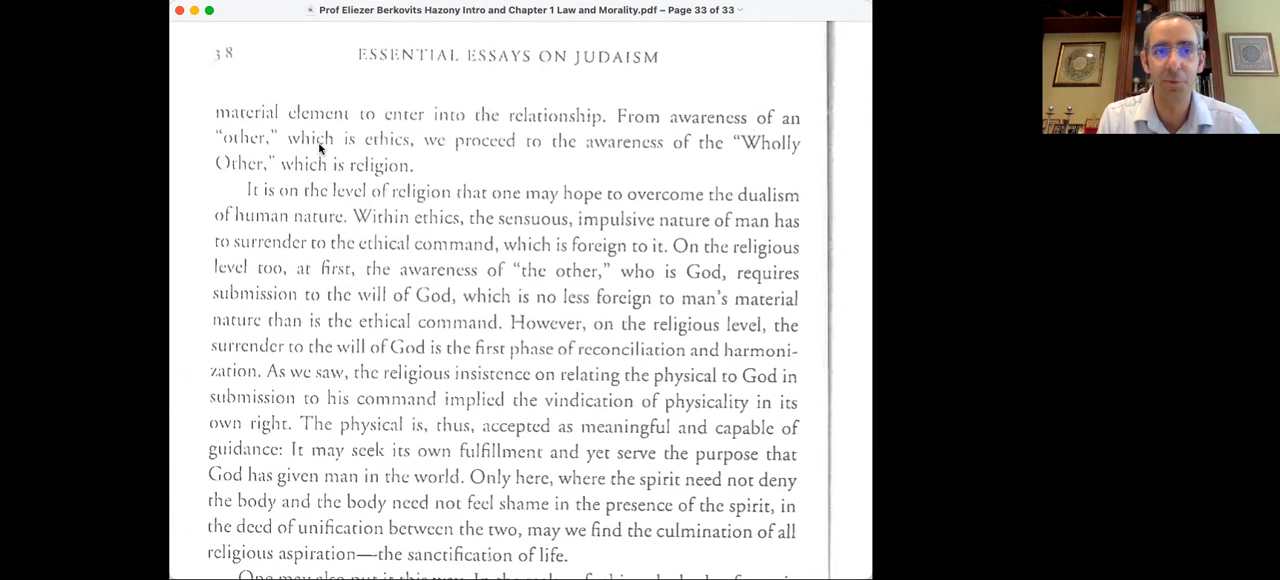 Prof Eliezer Berkovits Hazony Intro and Chapter 1 Law and Morality.pdf – Page 33 of 33
38 ESSENTIAL ESSAYS ON JUDAISM
material element to enter into the relationship. From awareness of an
“other,” which is ethics, we proceed to the awareness of the “Wholly
Other,” which is religion.
It is on the level of religion that one may hope to overcome the dualism
of human nature. Within ethics, the sensuous, impulsive nature of man has
to surrender to the ethical command, which is foreign to it. On the religious
level too, at first, the awareness of “the other,” who is God, requires
submission to the will of God, which is no less foreign to man’s material
nature than is the ethical command. However, on the religious level, the
surrender to the will of God is the first phase of reconciliation and harmoni-
zation. As we saw, the religious insistence on relating the physical to God in
submission to his command implied the vindication of physicality in its
own right. The physical is, thus, accepted as meaningful and capable of
guidance: It may seek its own fulfillment and yet serve the purpose that
God has given man in the world. Only here, where the spirit need not deny
the body and the body need not feel shame in the presence of the spirit, in
the deed of unification between the two, may we find the culmination of all
religious aspiration—the sanctification of life.
One may also put it this way: In the